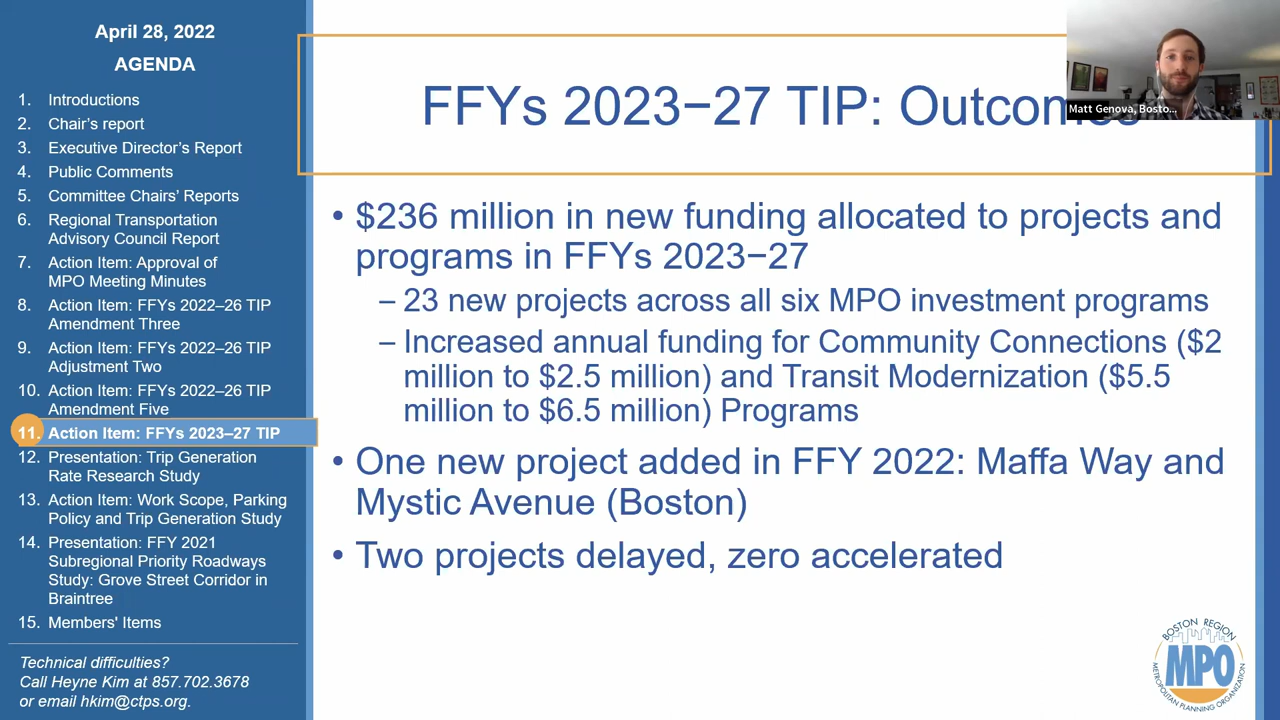 April 28, 2022
AGENDA
1. Introductions
2. Chair's report
3. Executive Director's Report
4. Public Comments
5. Committee Chairs' Reports
6. Regional Transportation
Advisory Council Report
7. Action Item: Approval of
MPO Meeting Minutes
8. Action Item: FFYs 2022–26 TIP
Amendment Three
9. Action Item: FFYs 2022–26 TIP
Adjustment Two
10. Action Item: FFYs 2022–26 TIP
Amendment Five
11. Action Item: FFYs 2023–27 TIP
12. Presentation: Trip Generation
Rate Research Study
13. Action Item: Work Scope, Parking
Policy and Trip Generation Study
14. Presentation: FFY 2021
Subregional Priority Roadways
Study: Grove Street Corridor in
Braintree
15. Members' Items
Technical difficulties?
Call Heyne Kim at 857.702.3678
or email hkim@ctps.org.
FFYs 2023−27 TIP:
Matt Genova, Bosto...
• $236 million in new funding allocated to projects and
programs in FFYs 2023−27
– 23 new projects across all six MPO investment programs
– Increased annual funding for Community Connections ($2
million to $2.5 million) and Transit Modernization ($5.5
million to $6.5 million) Programs
• One new project added in FFY 2022: Maffa Way and
Mystic Avenue (Boston)
• Two projects delayed, zero accelerated
BOSTON REGION
MPO
METROPOLITAN PLANNING ORGANIZATION